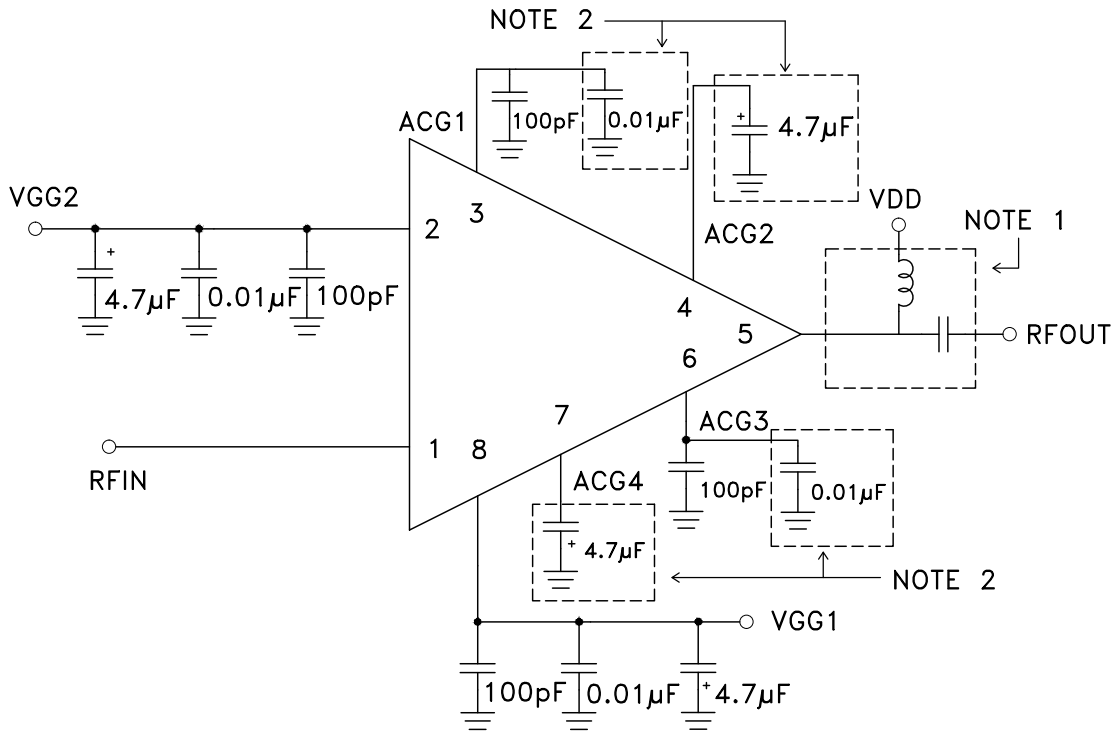 NOTE 2
ACG1
100pF
0.01µF
4.7µF
VGG2
VDD
NOTE 1
2
3
ACG2
4.7µF
0.01µF
100pF
4
5
RFOUT
6
7
ACG3
1
8
RFIN
ACG4
100pF
0.01µF
4.7µF
NOTE 2
VGG1
100pF
0.01µF
4.7µF